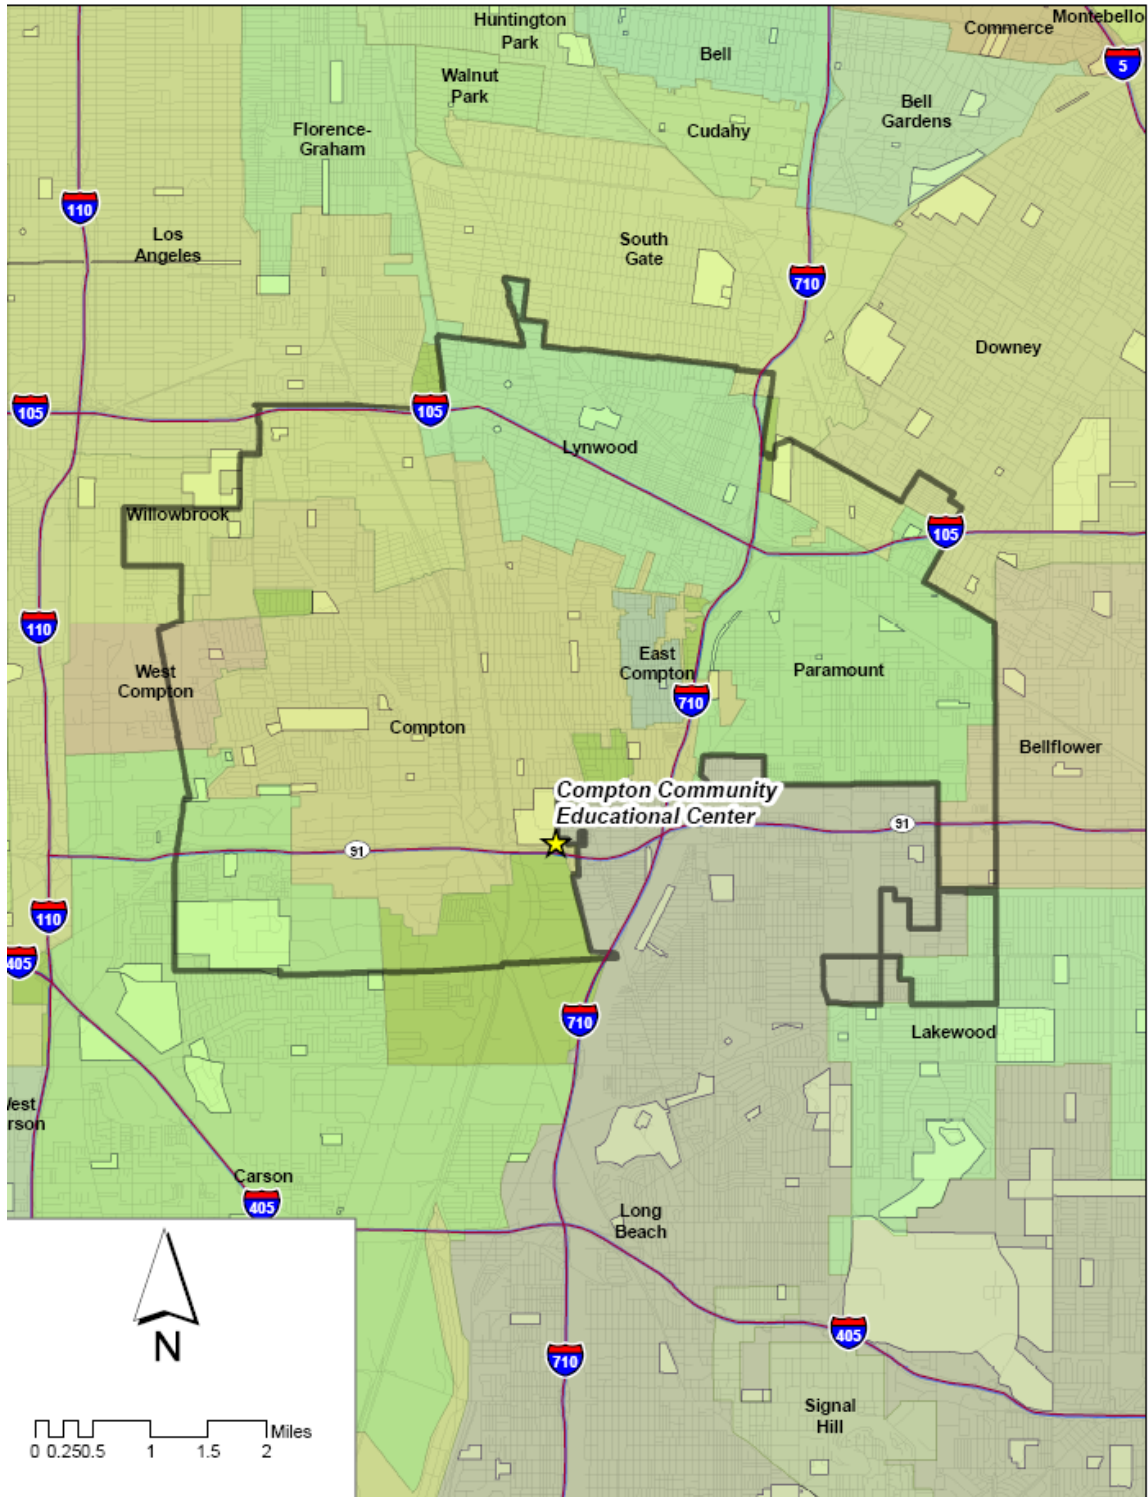 Huntington
Park
Commerce
Montebello
Bell
5
Walnut
Park
Bell
Gardens
Florence-
Graham
Cudahy
110
Los
Angeles
South
Gate
710
Downey
105
105
Lynwood
Willowbrook
105
110
West
Compton
East
Compton
Paramount
710
Compton
Bellflower
Compton Community
Educational Center
91
91
110
405
710
Lakewood
Carson
405
Long
Beach
405
710
Signal
Hill
N
0 0.25 0.5 1 1.5 2 Miles